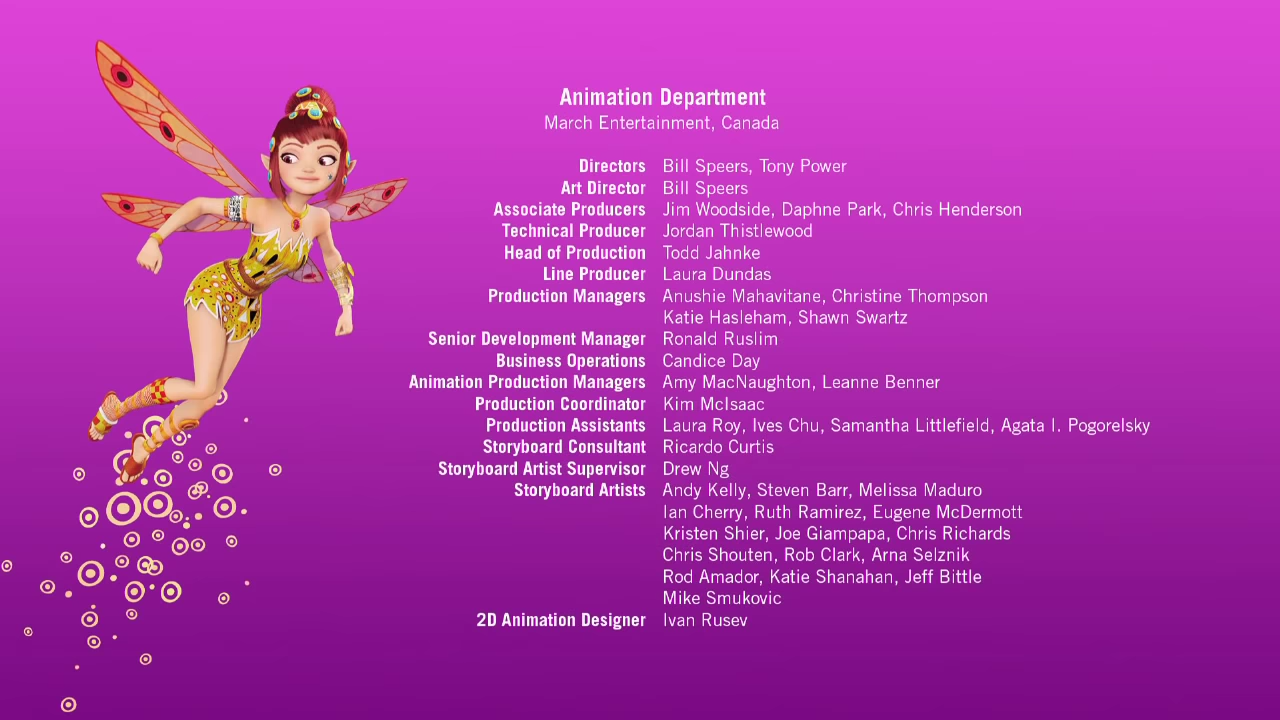 Animation Department
March Entertainment, Canada
Directors Bill Speers, Tony Power
Art Director Bill Speers
Associate Producers Jim Woodside, Daphne Park, Chris Henderson
Technical Producer Jordan Thistlewood
Head of Production Todd Jahnke
Line Producer Laura Dundas
Production Managers Anushie Mahavitane, Christine Thompson
Katie Hasleham, Shawn Swartz
Senior Development Manager Ronald Ruslim
Business Operations Candice Day
Animation Production Managers Amy MacNaughton, Leanne Benner
Production Coordinator Kim McIsaac
Production Assistants Laura Roy, Ives Chu, Samantha Littlefield, Agata I. Pogorelsky
Storyboard Consultant Ricardo Curtis
Storyboard Artist Supervisor Drew Ng
Storyboard Artists Andy Kelly, Steven Barr, Melissa Maduro
Ian Cherry, Ruth Ramirez, Eugene McDermott
Kristen Shier, Joe Giampapa, Chris Richards
Chris Shouten, Rob Clark, Arna Selznik
Rod Amador, Katie Shanahan, Jeff Bittle
Mike Smukovic
2D Animation Designer Ivan Rusev